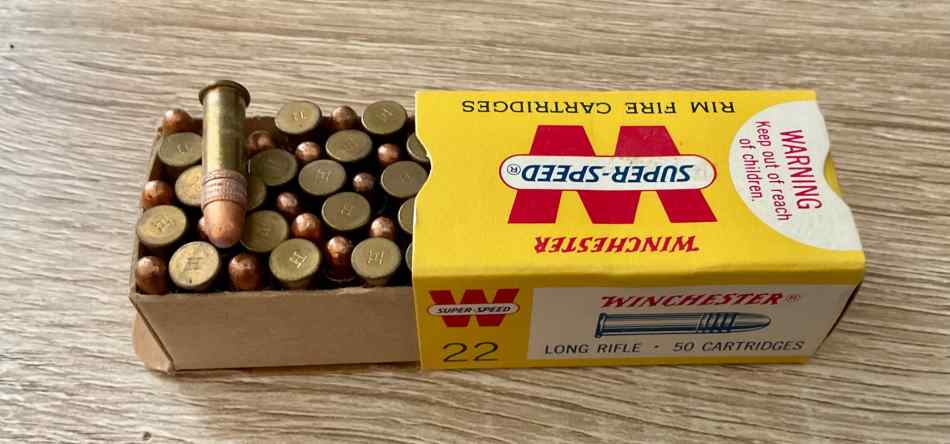 RIM FIRE CARTRIDGES
SUPER-SPEED®
WINCHESTER
WARNING
Keep out of reach
of children.
W
SUPER-SPEED
22
WINCHESTER®
LONG RIFLE · 50 CARTRIDGES
H
H
H
H
H
H
H